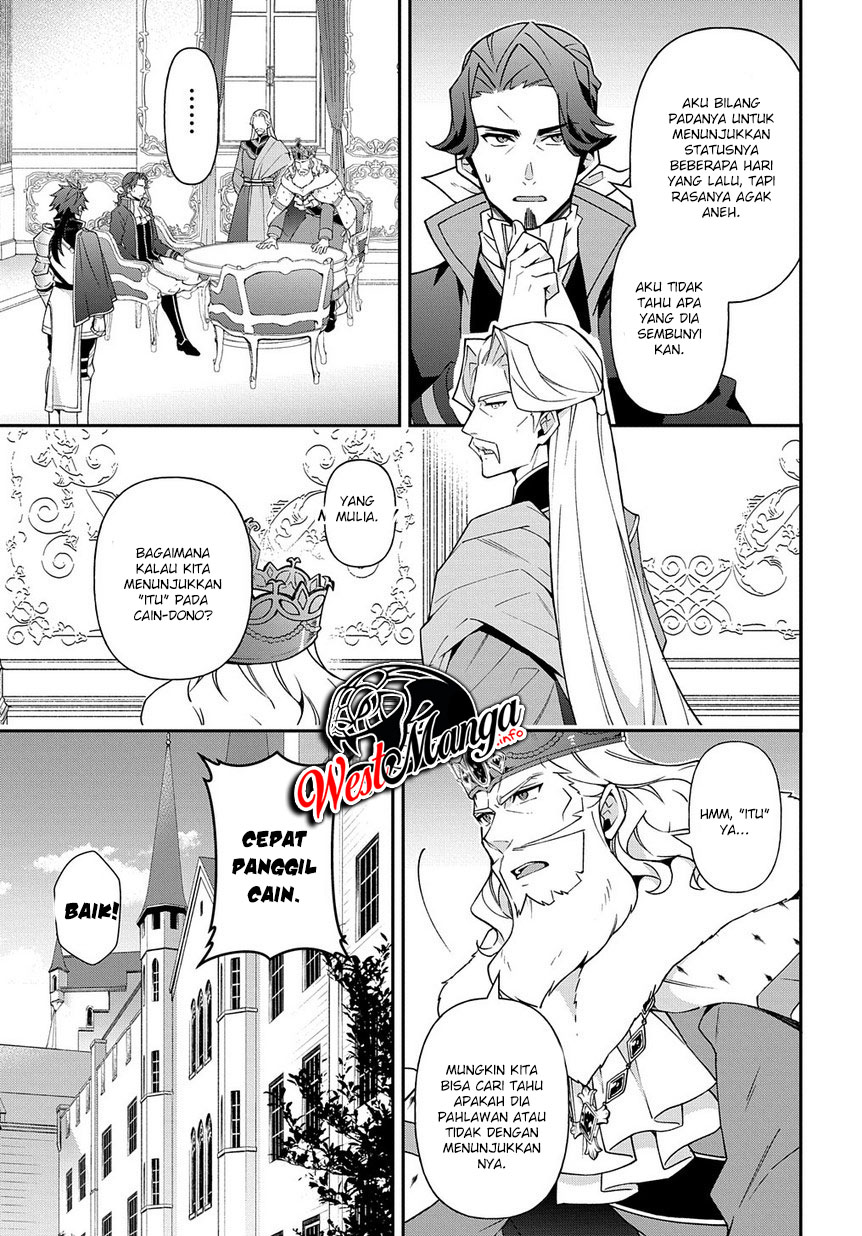 AKU BILANG
PADANYA UNTUK
MENUNJUKKAN
STATUSNYA
BEBERAPA HARI
YANG LALU, TAPI
RASANYA AGAK
ANEH.
AKU TIDAK
TAHU APA
YANG DIA
SEMBUNYI
KAN.
......
YANG
MULIA.
BAGAIMANA
KALAU KITA
MENUNJUKKAN
"ITU" PADA
CAIN-DONO?
WestManga
.info
HMM, "ITU"
YA...
MUNGKIN KITA
BISA CARI TAHU
APAKAH DIA
PAHLAWAN ATAU
TIDAK DENGAN
MENUNJUKKAN
NYA.
CEPAT
PANGGIL
CAIN.
BAIK!